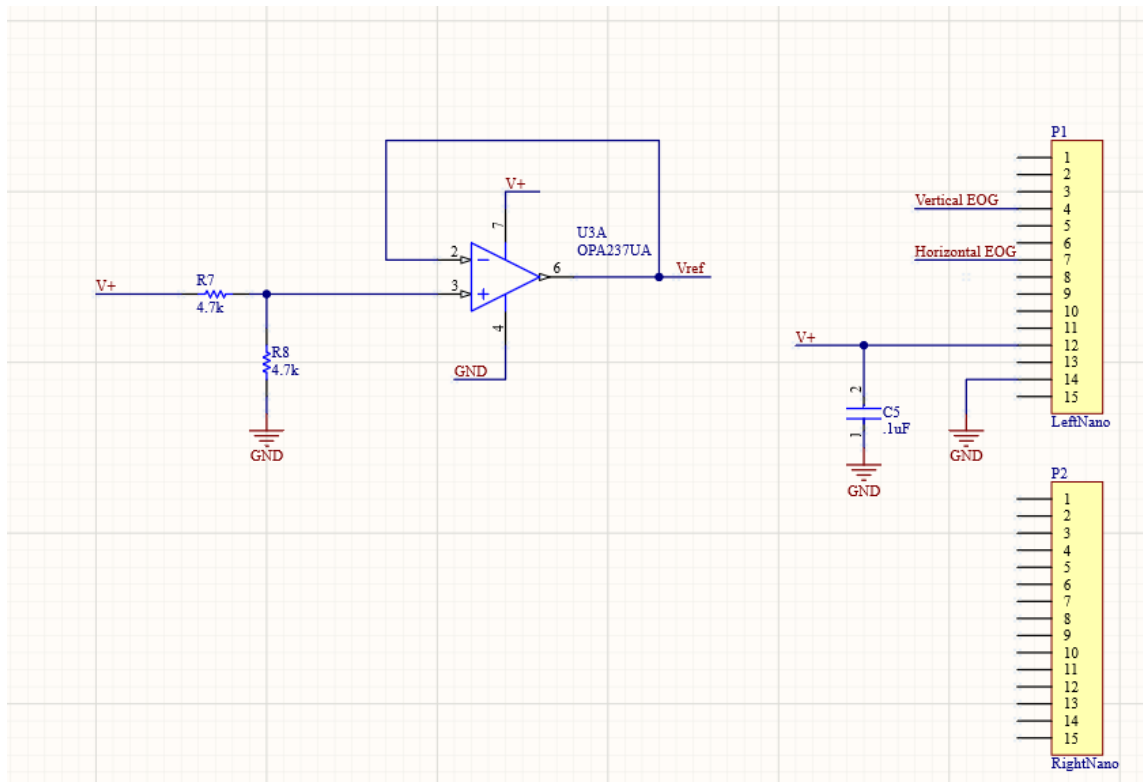 V+
R7
4.7k
R8
4.7k
GND
2
3
−
+
V+
7
4
GND
U3A
OPA237UA
6
Vref
V+
2
1
C5
.1uF
GND
GND
Vertical EOG
Horizontal EOG
P1
1
2
3
4
5
6
7
8
9
10
11
12
13
14
15
LeftNano
P2
1
2
3
4
5
6
7
8
9
10
11
12
13
14
15
RightNano